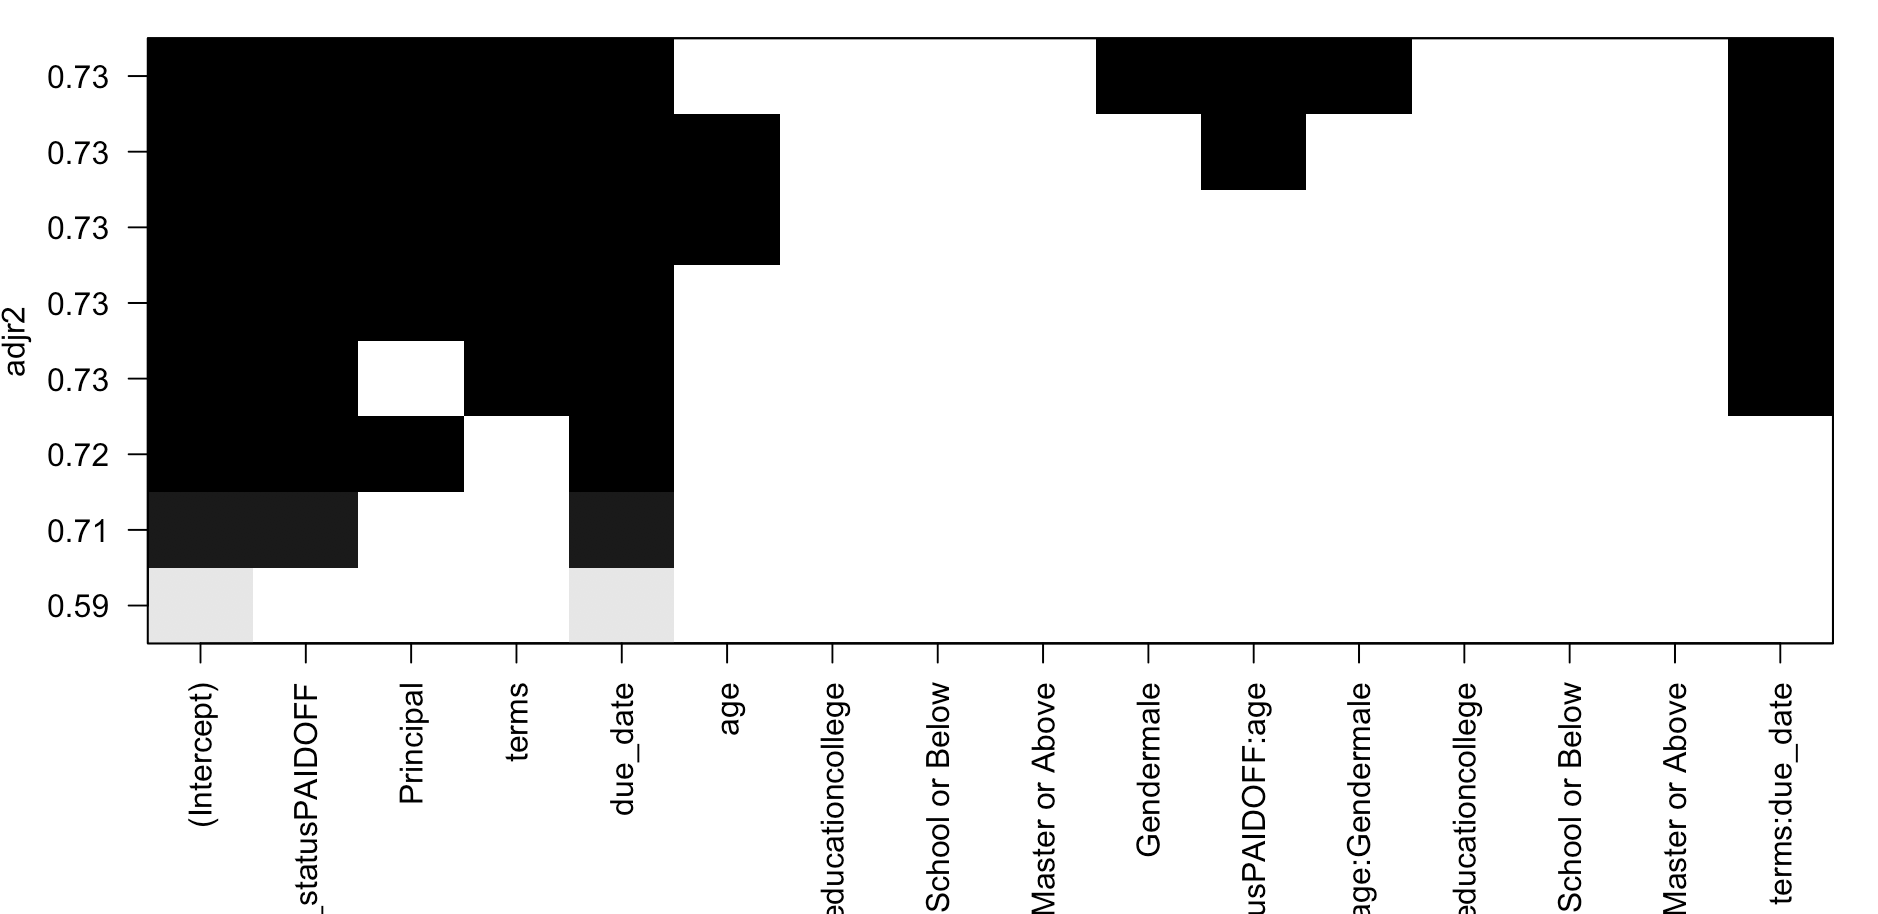 adjr2
0.73
0.73
0.73
0.73
0.73
0.72
0.71
0.59
(Intercept)
_statusPAIDOFF
Principal
terms
due_date
age
educationcollege
School or Below
Master or Above
Gendermale
usPAIDOFF:age
age:Gendermale
educationcollege
School or Below
Master or Above
terms:due_date